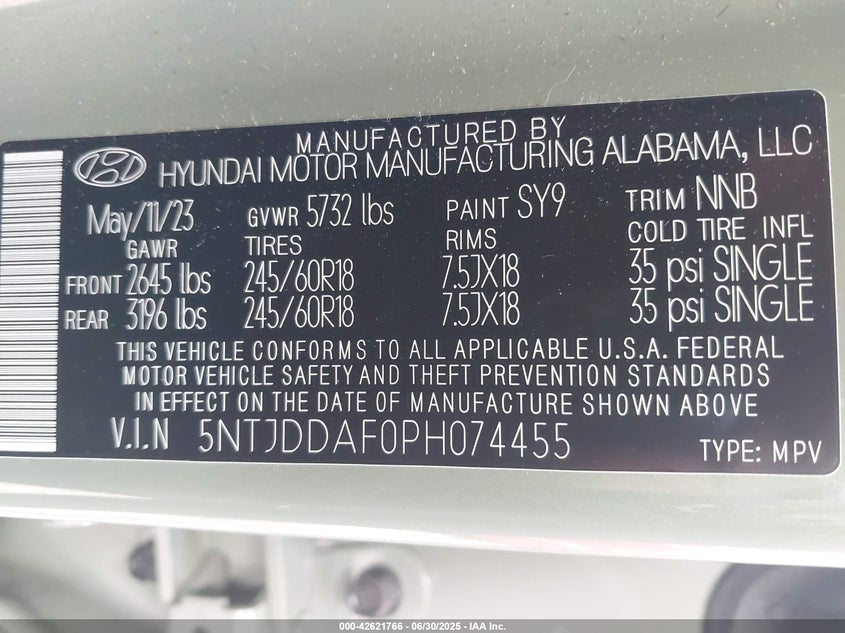 MANUFACTURED BY
HYUNDAI MOTOR MANUFACTURING ALABAMA, LLC
May/11/23 GVWR 5732 lbs PAINT SY9 TRIM NNB
GAWR TIRES RIMS COLD TIRE INFL
FRONT 2645 lbs 245/60R18 7.5JX18 35 psi SINGLE
REAR 3196 lbs 245/60R18 7.5JX18 35 psi SINGLE
THIS VEHICLE CONFORMS TO ALL APPLICABLE U.S.A. FEDERAL
MOTOR VEHICLE SAFETY AND THEFT PREVENTION STANDARDS
IN EFFECT ON THE DATE OF MANUFACTURE SHOWN ABOVE
V.I.N 5NTJDDAF0PH074455 TYPE: MPV
000-42621766 - 06/30/2025 - IAA Inc.